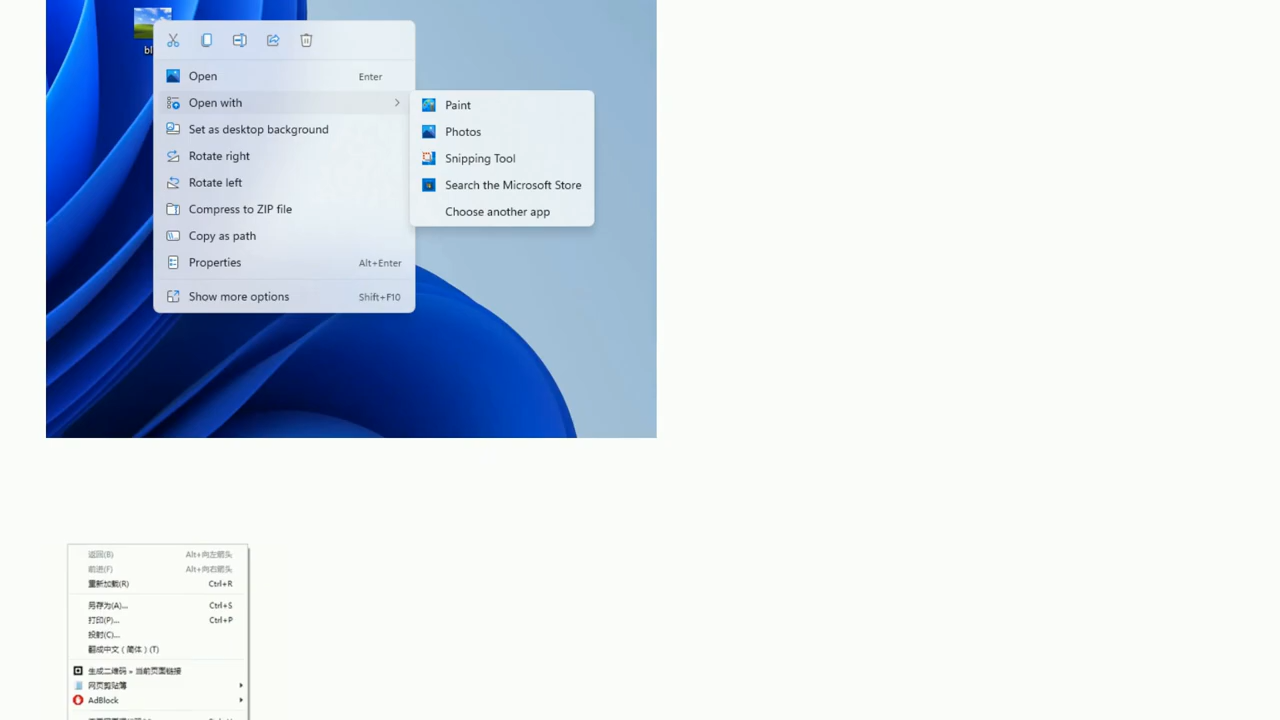 bl
Open Enter
Open with
Set as desktop background
Rotate right
Rotate left
Compress to ZIP file
Copy as path
Properties Alt+Enter
Show more options Shift+F10
Paint
Photos
Snipping Tool
Search the Microsoft Store
Choose another app
返回(B) Alt+向左箭头
前进(F) Alt+向右箭头
重新加载(R) Ctrl+R
另存为(A)... Ctrl+S
打印(P)... Ctrl+P
投射(C)...
翻成中文（简体）(T)
生成二维码 » 当前页面链接
网页剪贴簿
AdBlock